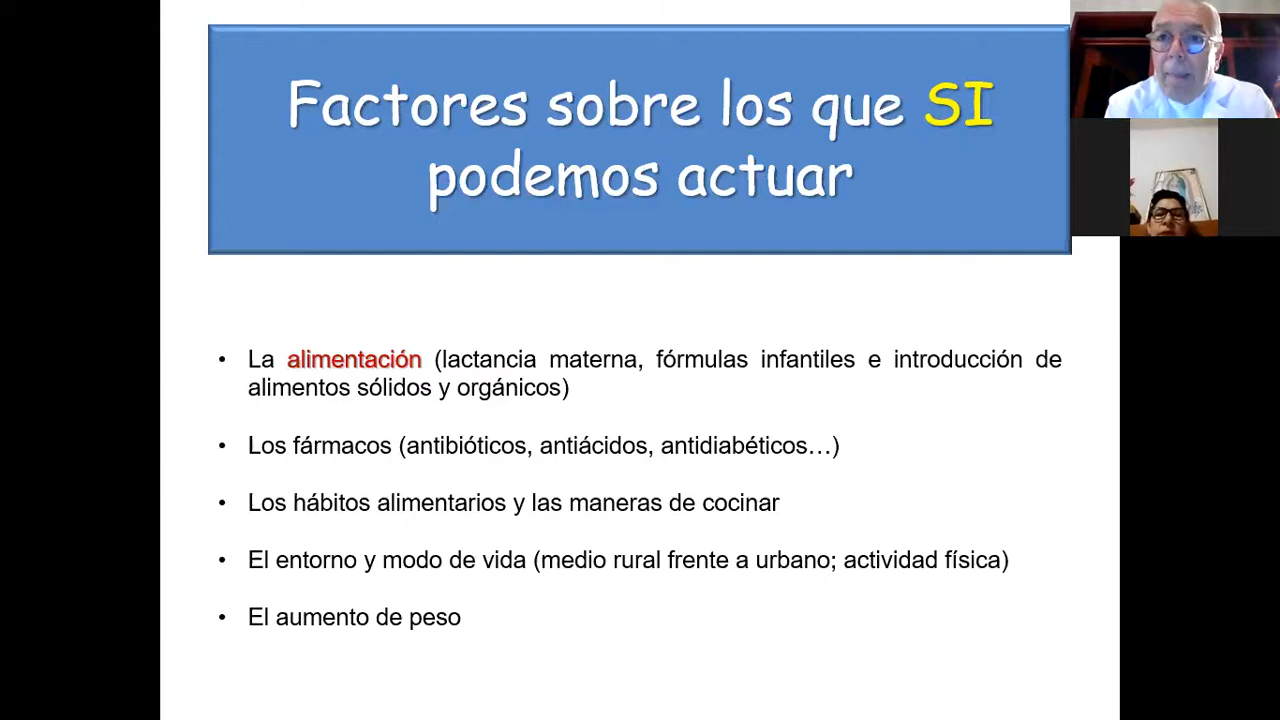 Factores sobre los que SI
podemos actuar
• La alimentación (lactancia materna, fórmulas infantiles e introducción de
alimentos sólidos y orgánicos)
• Los fármacos (antibióticos, antiácidos, antidiabéticos…)
• Los hábitos alimentarios y las maneras de cocinar
• El entorno y modo de vida (medio rural frente a urbano; actividad física)
• El aumento de peso